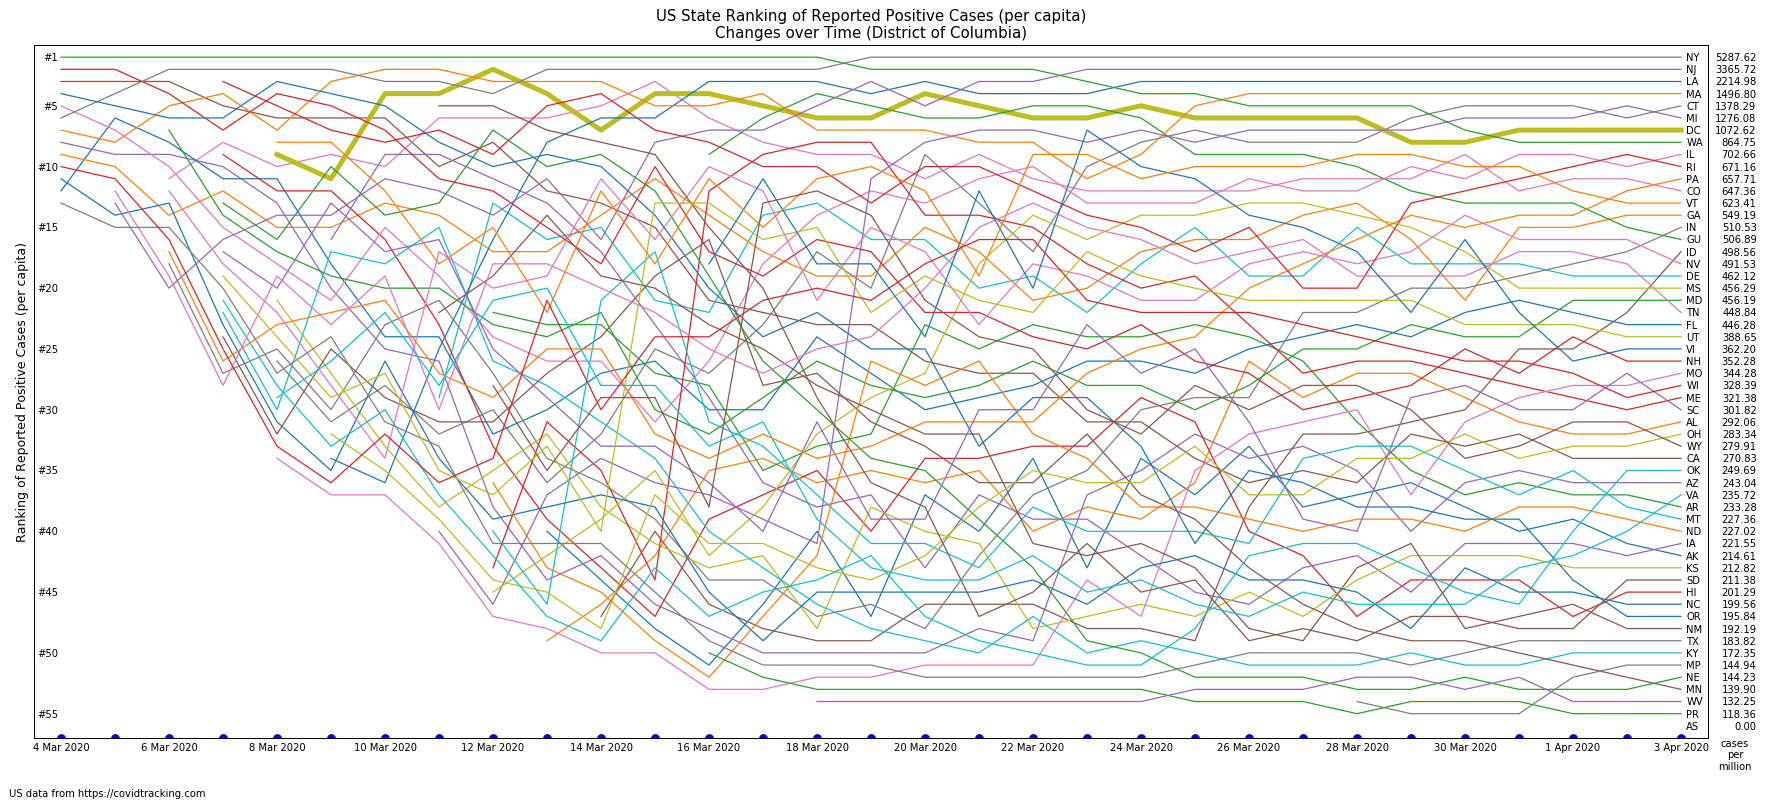 US State Ranking of Reported Positive Cases (per capita)
Changes over Time (District of Columbia)
Ranking of Reported Positive Cases (per capita)
#1
#5
#10
#15
#20
#25
#30
#35
#40
#45
#50
#55
NY 5287.62
NJ 3365.72
LA 2214.98
MA 1496.80
CT 1378.29
MI 1276.08
DC 1072.62
WA 864.75
IL 702.66
RI 671.16
PA 657.71
CO 647.36
VT 623.41
GA 549.19
IN 510.53
GU 506.89
ID 498.56
NV 491.53
DE 462.12
MS 456.29
MD 456.19
TN 448.84
FL 446.28
UT 388.65
VI 362.20
NH 352.28
MO 344.28
WI 328.39
ME 321.38
SC 301.82
AL 292.06
OH 283.34
WY 279.91
CA 270.83
OK 249.69
AZ 243.04
VA 235.72
AR 233.28
MT 227.36
ND 227.02
IA 221.55
AK 214.61
KS 212.82
SD 211.38
HI 201.29
NC 199.56
OR 195.84
NM 192.19
TX 183.82
KY 172.35
MP 144.94
NE 144.23
MN 139.90
WV 132.25
PR 118.36
AS 0.00
4 Mar 2020 6 Mar 2020 8 Mar 2020 10 Mar 2020 12 Mar 2020 14 Mar 2020 16 Mar 2020 18 Mar 2020 20 Mar 2020 22 Mar 2020 24 Mar 2020 26 Mar 2020 28 Mar 2020 30 Mar 2020 1 Apr 2020 3 Apr 2020
cases
per
million
US data from https://covidtracking.com